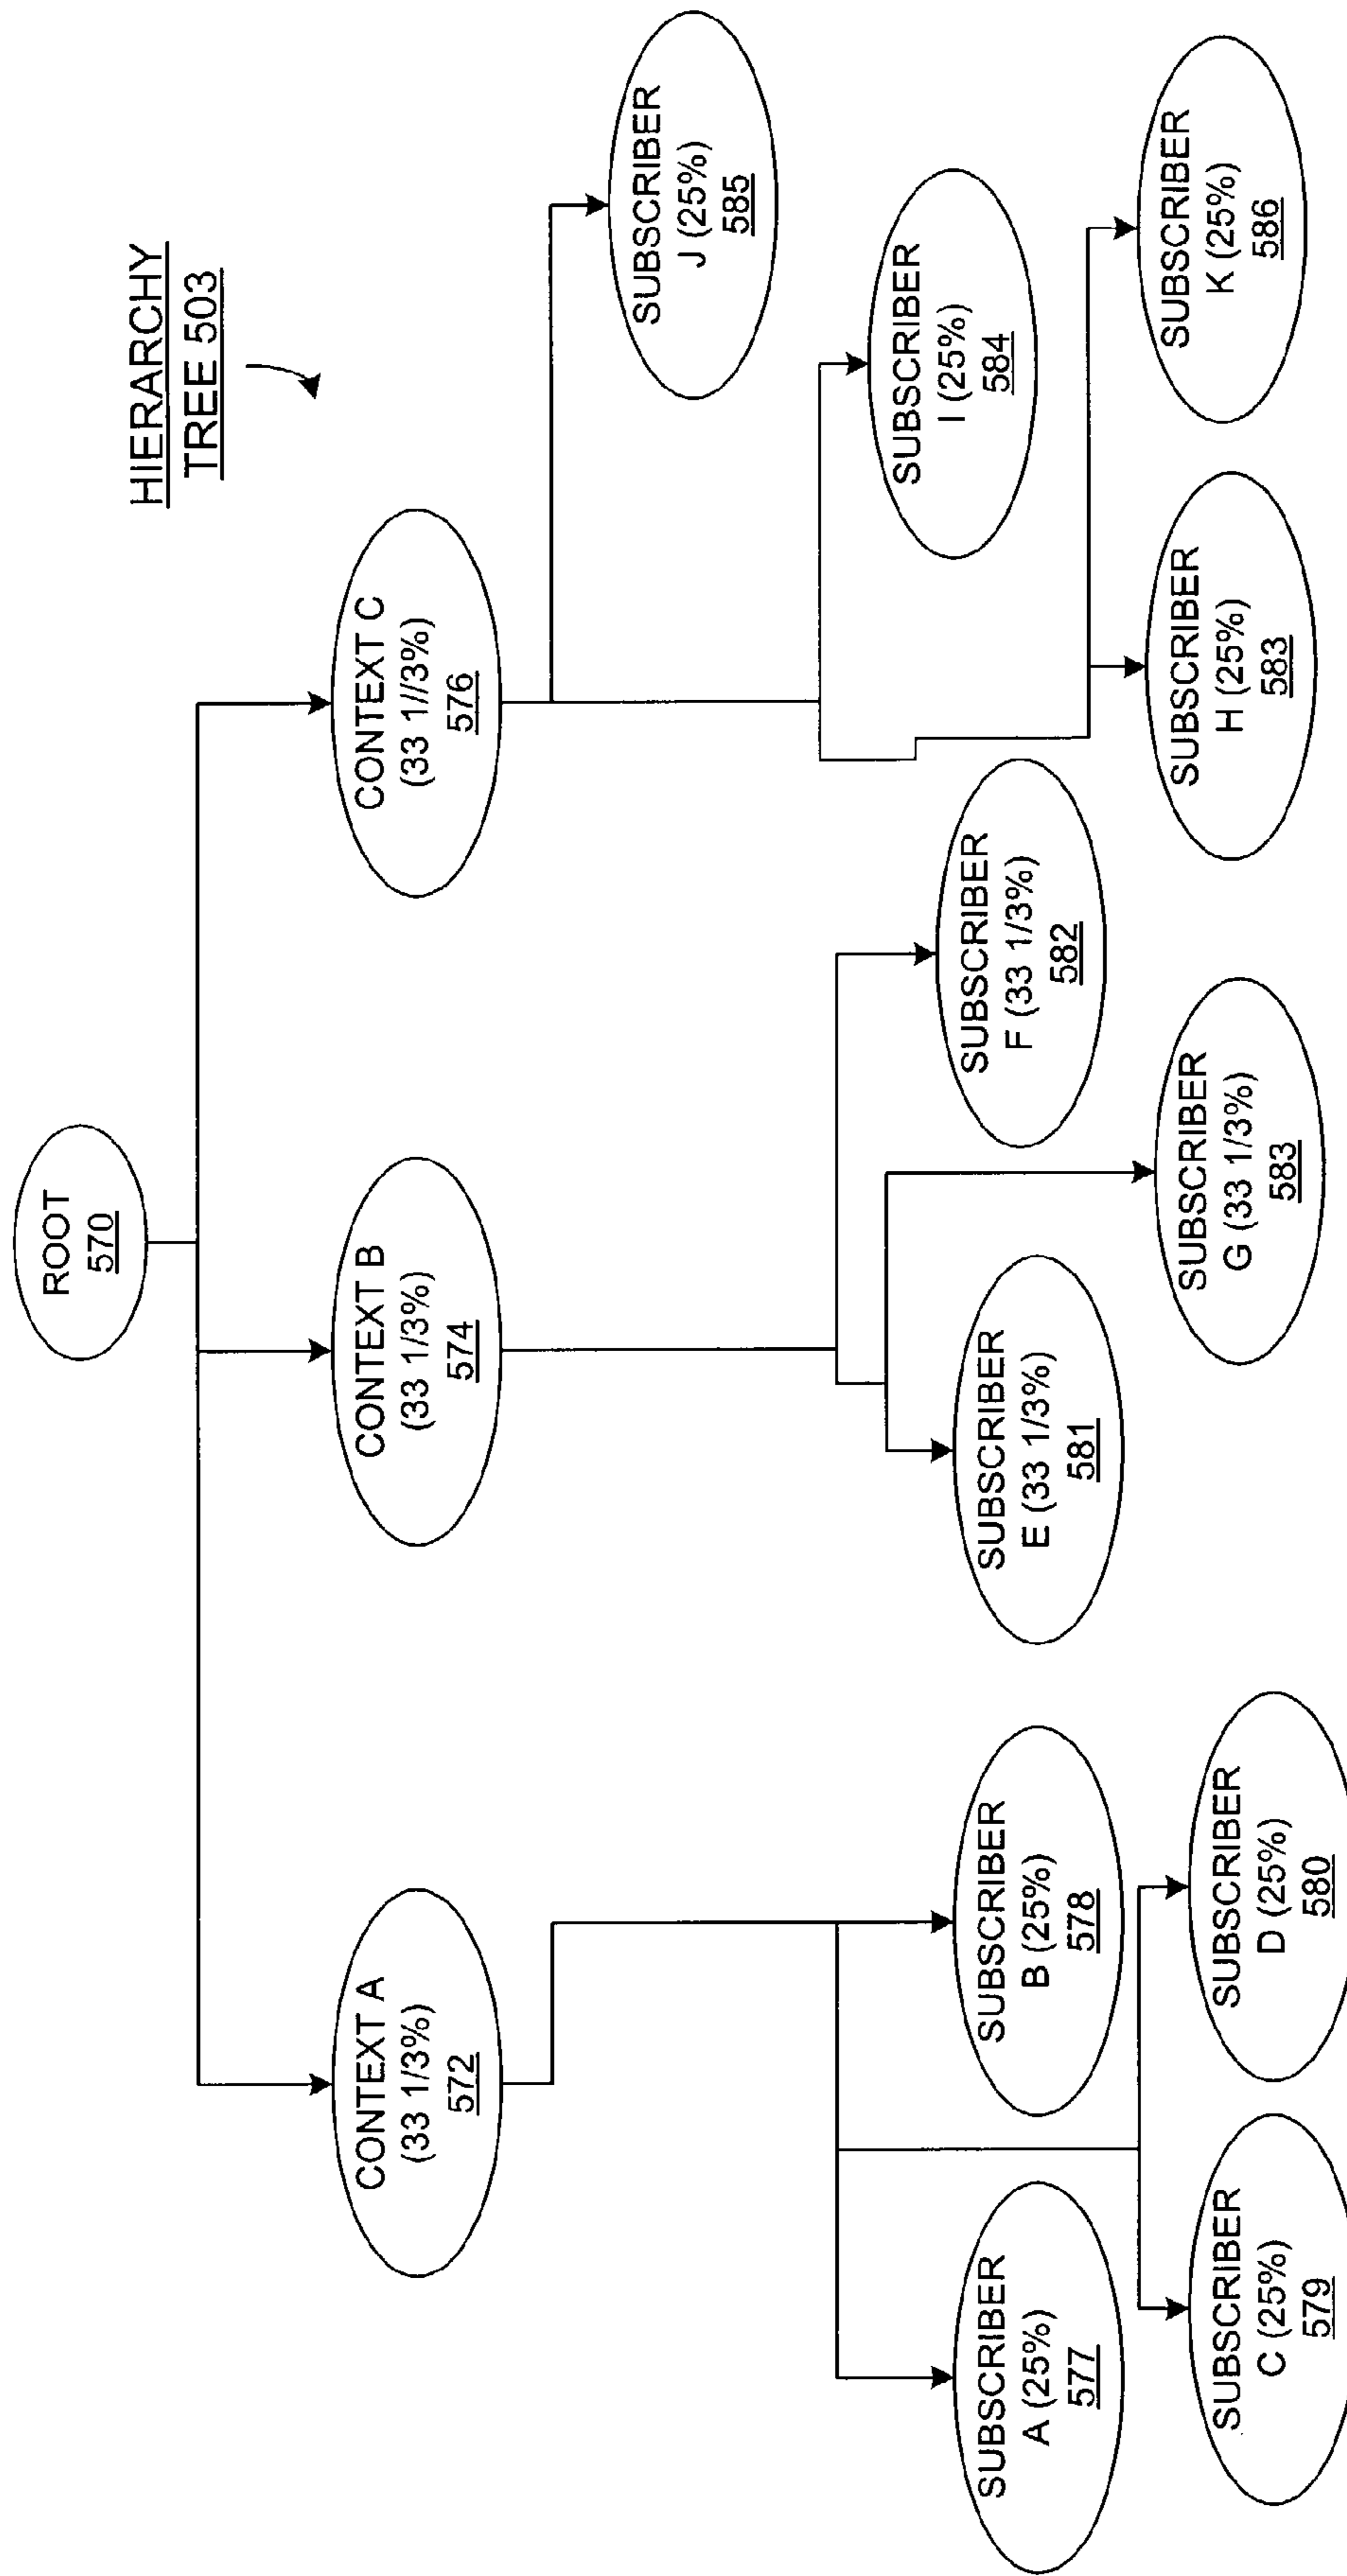 HIERARCHY
TREE 503
ROOT
570
CONTEXT A
(33 1/3%)
572
CONTEXT B
(33 1/3%)
574
CONTEXT C
(33 1//3%)
576
SUBSCRIBER
A (25%)
577
SUBSCRIBER
B (25%)
578
SUBSCRIBER
C (25%)
579
SUBSCRIBER
D (25%)
580
SUBSCRIBER
E (33 1/3%)
581
SUBSCRIBER
F (33 1/3%)
582
SUBSCRIBER
G (33 1/3%)
583
SUBSCRIBER
H (25%)
583
SUBSCRIBER
I (25%)
584
SUBSCRIBER
J (25%)
585
SUBSCRIBER
K (25%)
586